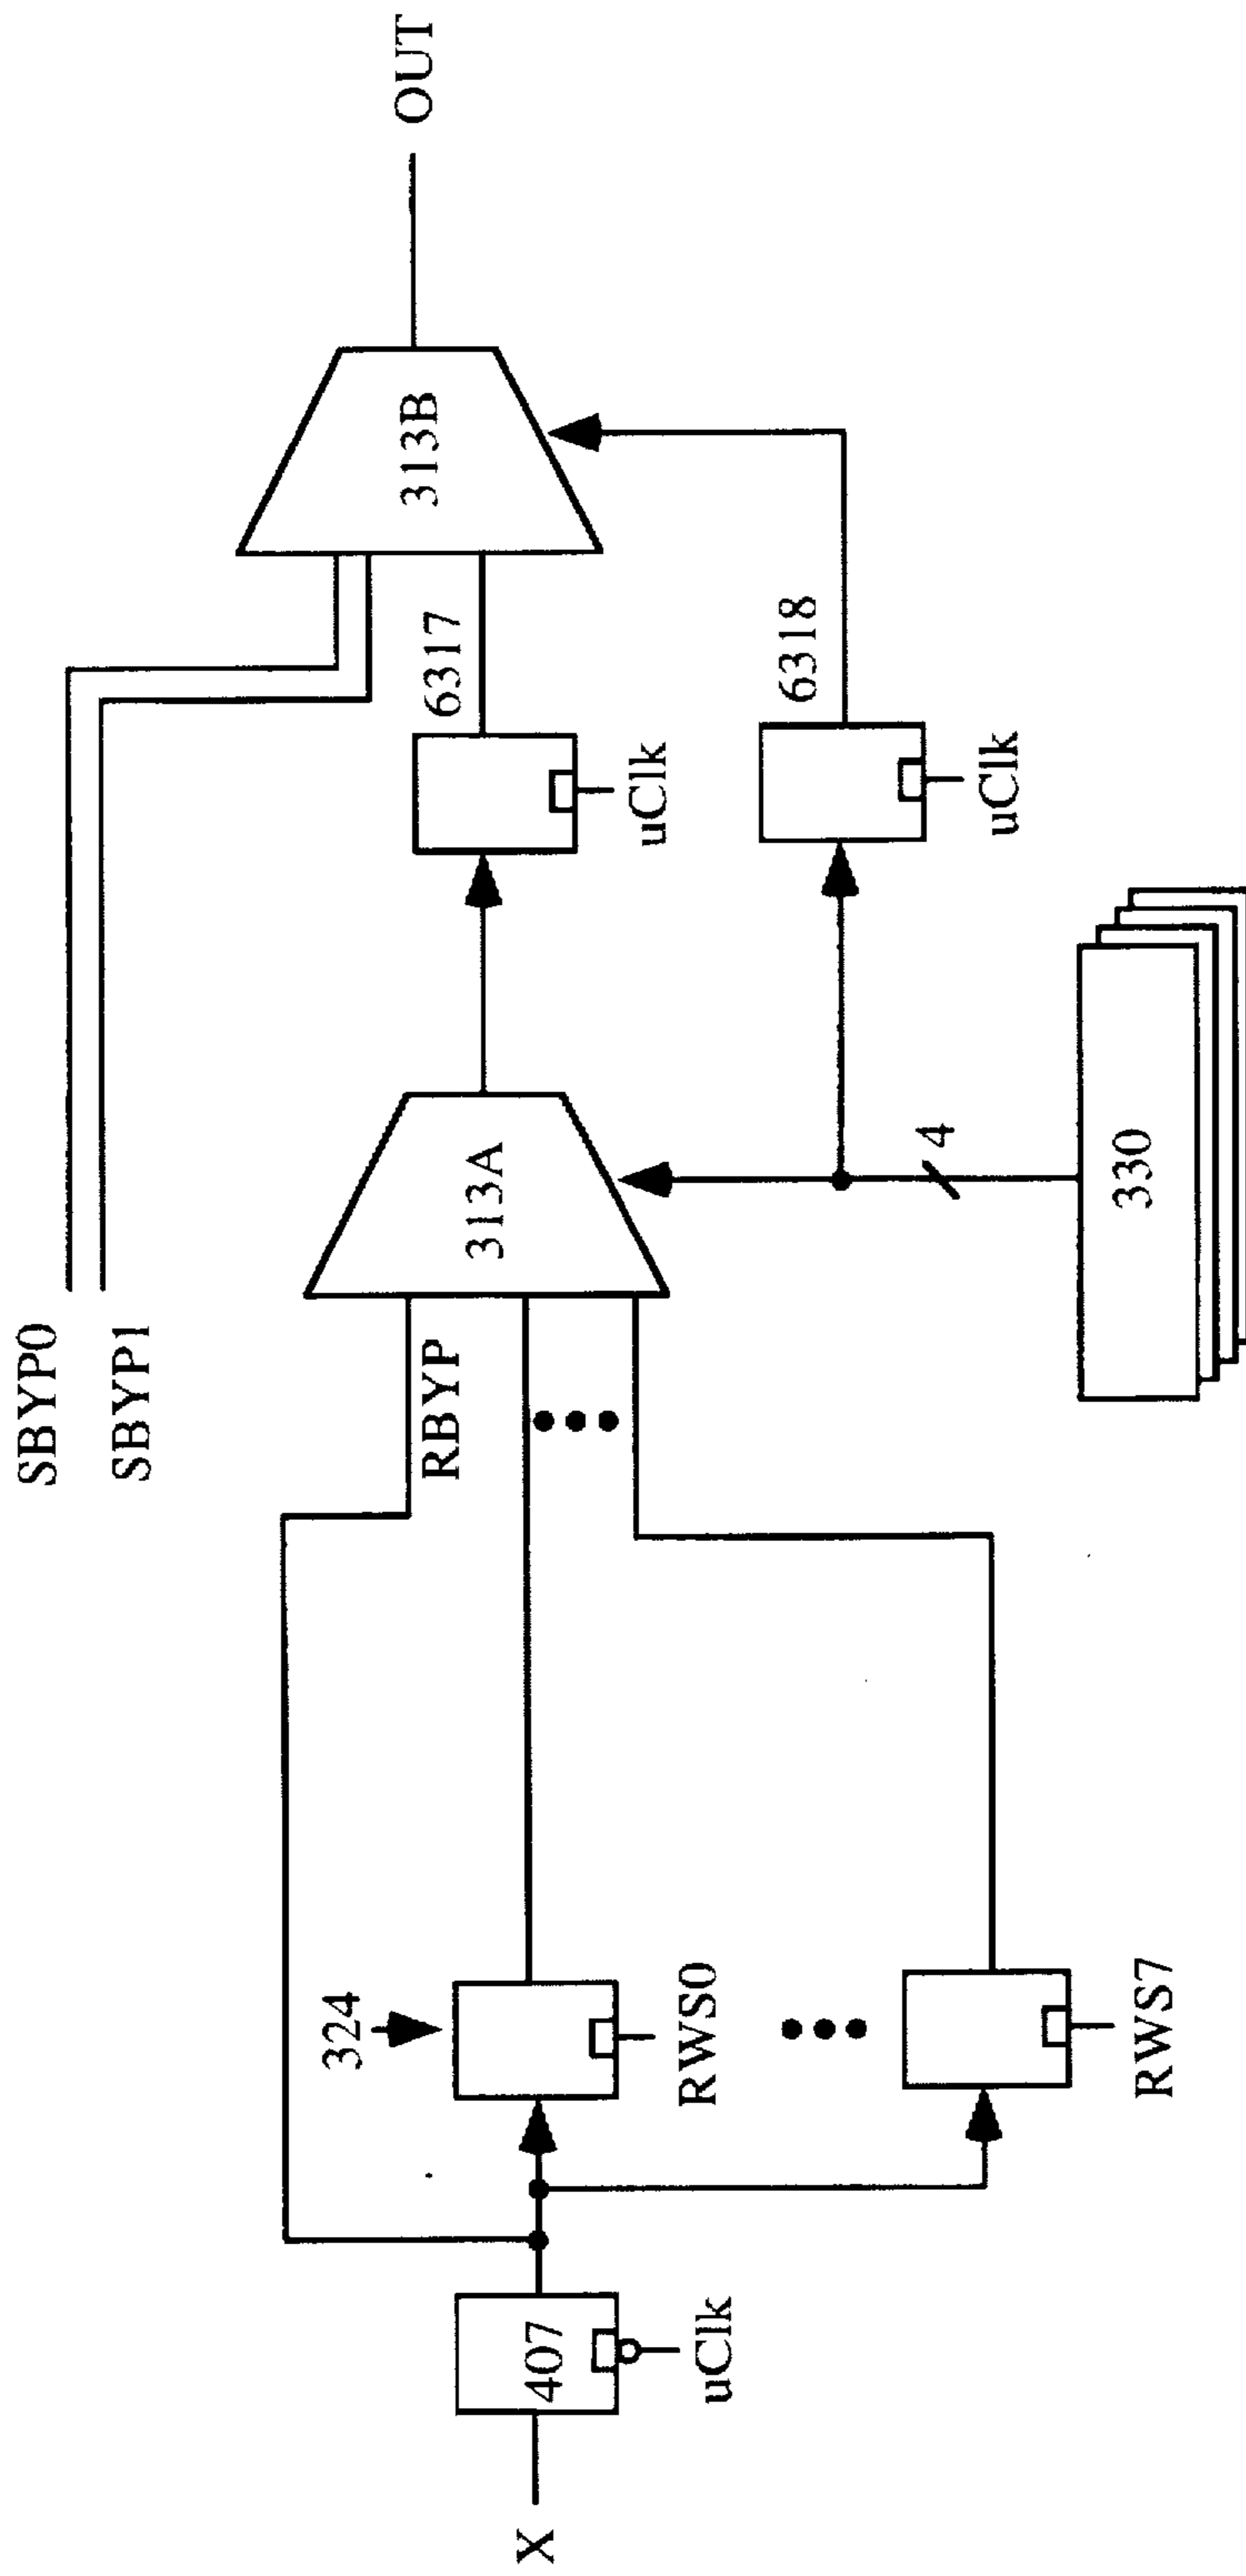 SBYP0
SBYP1
OUT
313B
6317
6318
uClk
uClk
313A
RBYP
4
330
324
RWS0
RWS7
407
uClk
X